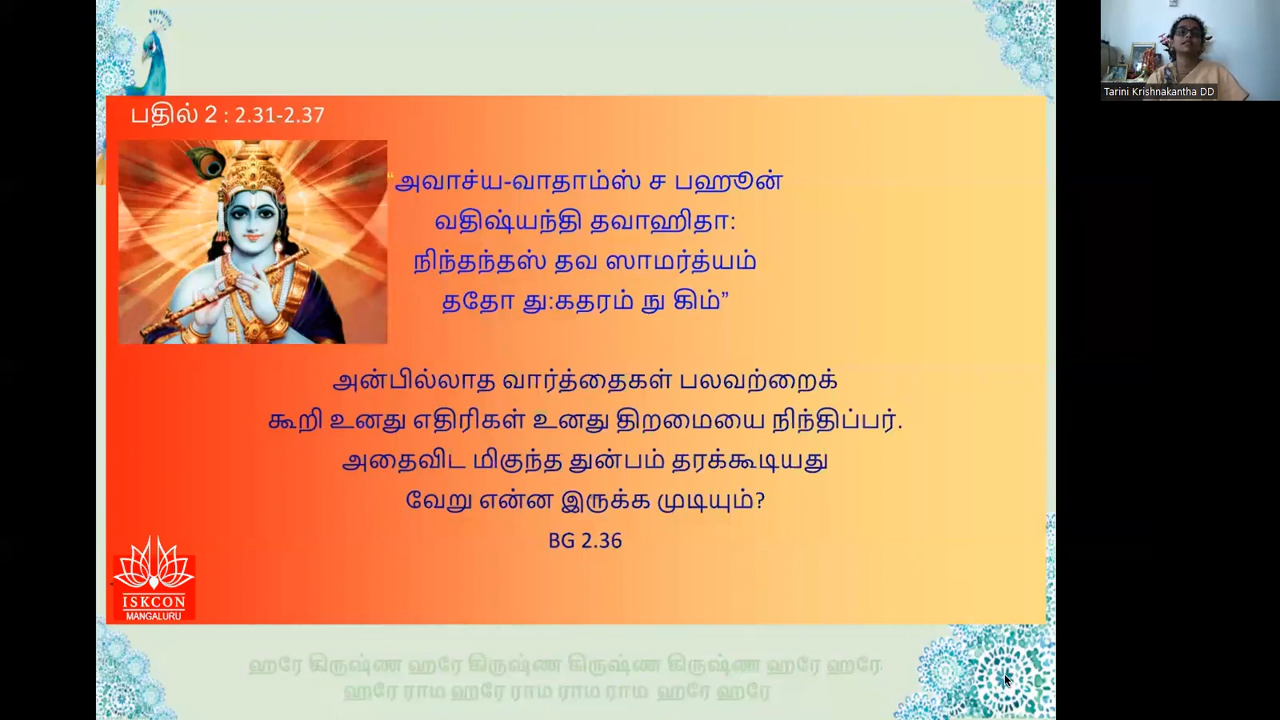 Tarini Krishnakantha DD
பதில் 2 : 2.31-2.37
“அவாச்ய-வாதாம்ஸ் ச பஹூன்
வதிஷ்யந்தி தவாஹிதா:
நிந்தந்தஸ் தவ ஸாமர்த்யம்
ததோ து:கதரம் நு கிம்”
அன்பில்லாத வார்த்தைகள் பலவற்றைக்
கூறி உனது எதிரிகள் உனது திறமையை நிந்திப்பர்.
அதைவிட மிகுந்த துன்பம் தரக்கூடியது
வேறு என்ன இருக்க முடியும்?
BG 2.36
ISKCON
MANGALURU
ஹரே கிருஷ்ண ஹரே கிருஷ்ண கிருஷ்ண கிருஷ்ண ஹரே ஹரே
ஹரே ராம ஹரே ராம ராம ராம ஹரே ஹரே